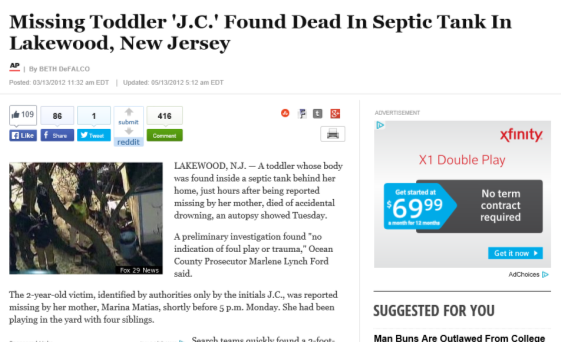 Missing Toddler 'J.C.' Found Dead In Septic Tank In
Lakewood, New Jersey
AP | By BETH DeFALCO
Posted: 03/13/2012 11:32 am EDT | Updated: 05/13/2012 5:12 am EDT
109
86
1
submit
416
Like
Share
Tweet
reddit
Comment
LAKEWOOD, N.J. — A toddler whose body
was found inside a septic tank behind her
home, just hours after being reported
missing by her mother, died of accidental
drowning, an autopsy showed Tuesday.
A preliminary investigation found "no
indication of foul play or trauma," Ocean
County Prosecutor Marlene Lynch Ford
said.
Fox 29 News
The 2-year-old victim, identified by authorities only by the initials J.C., was reported
missing by her mother, Marina Matias, shortly before 5 p.m. Monday. She had been
playing in the yard with four siblings.
Search teams quickly found a 3-foot-
ADVERTISEMENT
xfinity
X1 Double Play
Get started at
$69.99
a month for 12 months
No term
contract
required
Get it now
AdChoices
SUGGESTED FOR YOU
Man Buns Are Outlawed From College